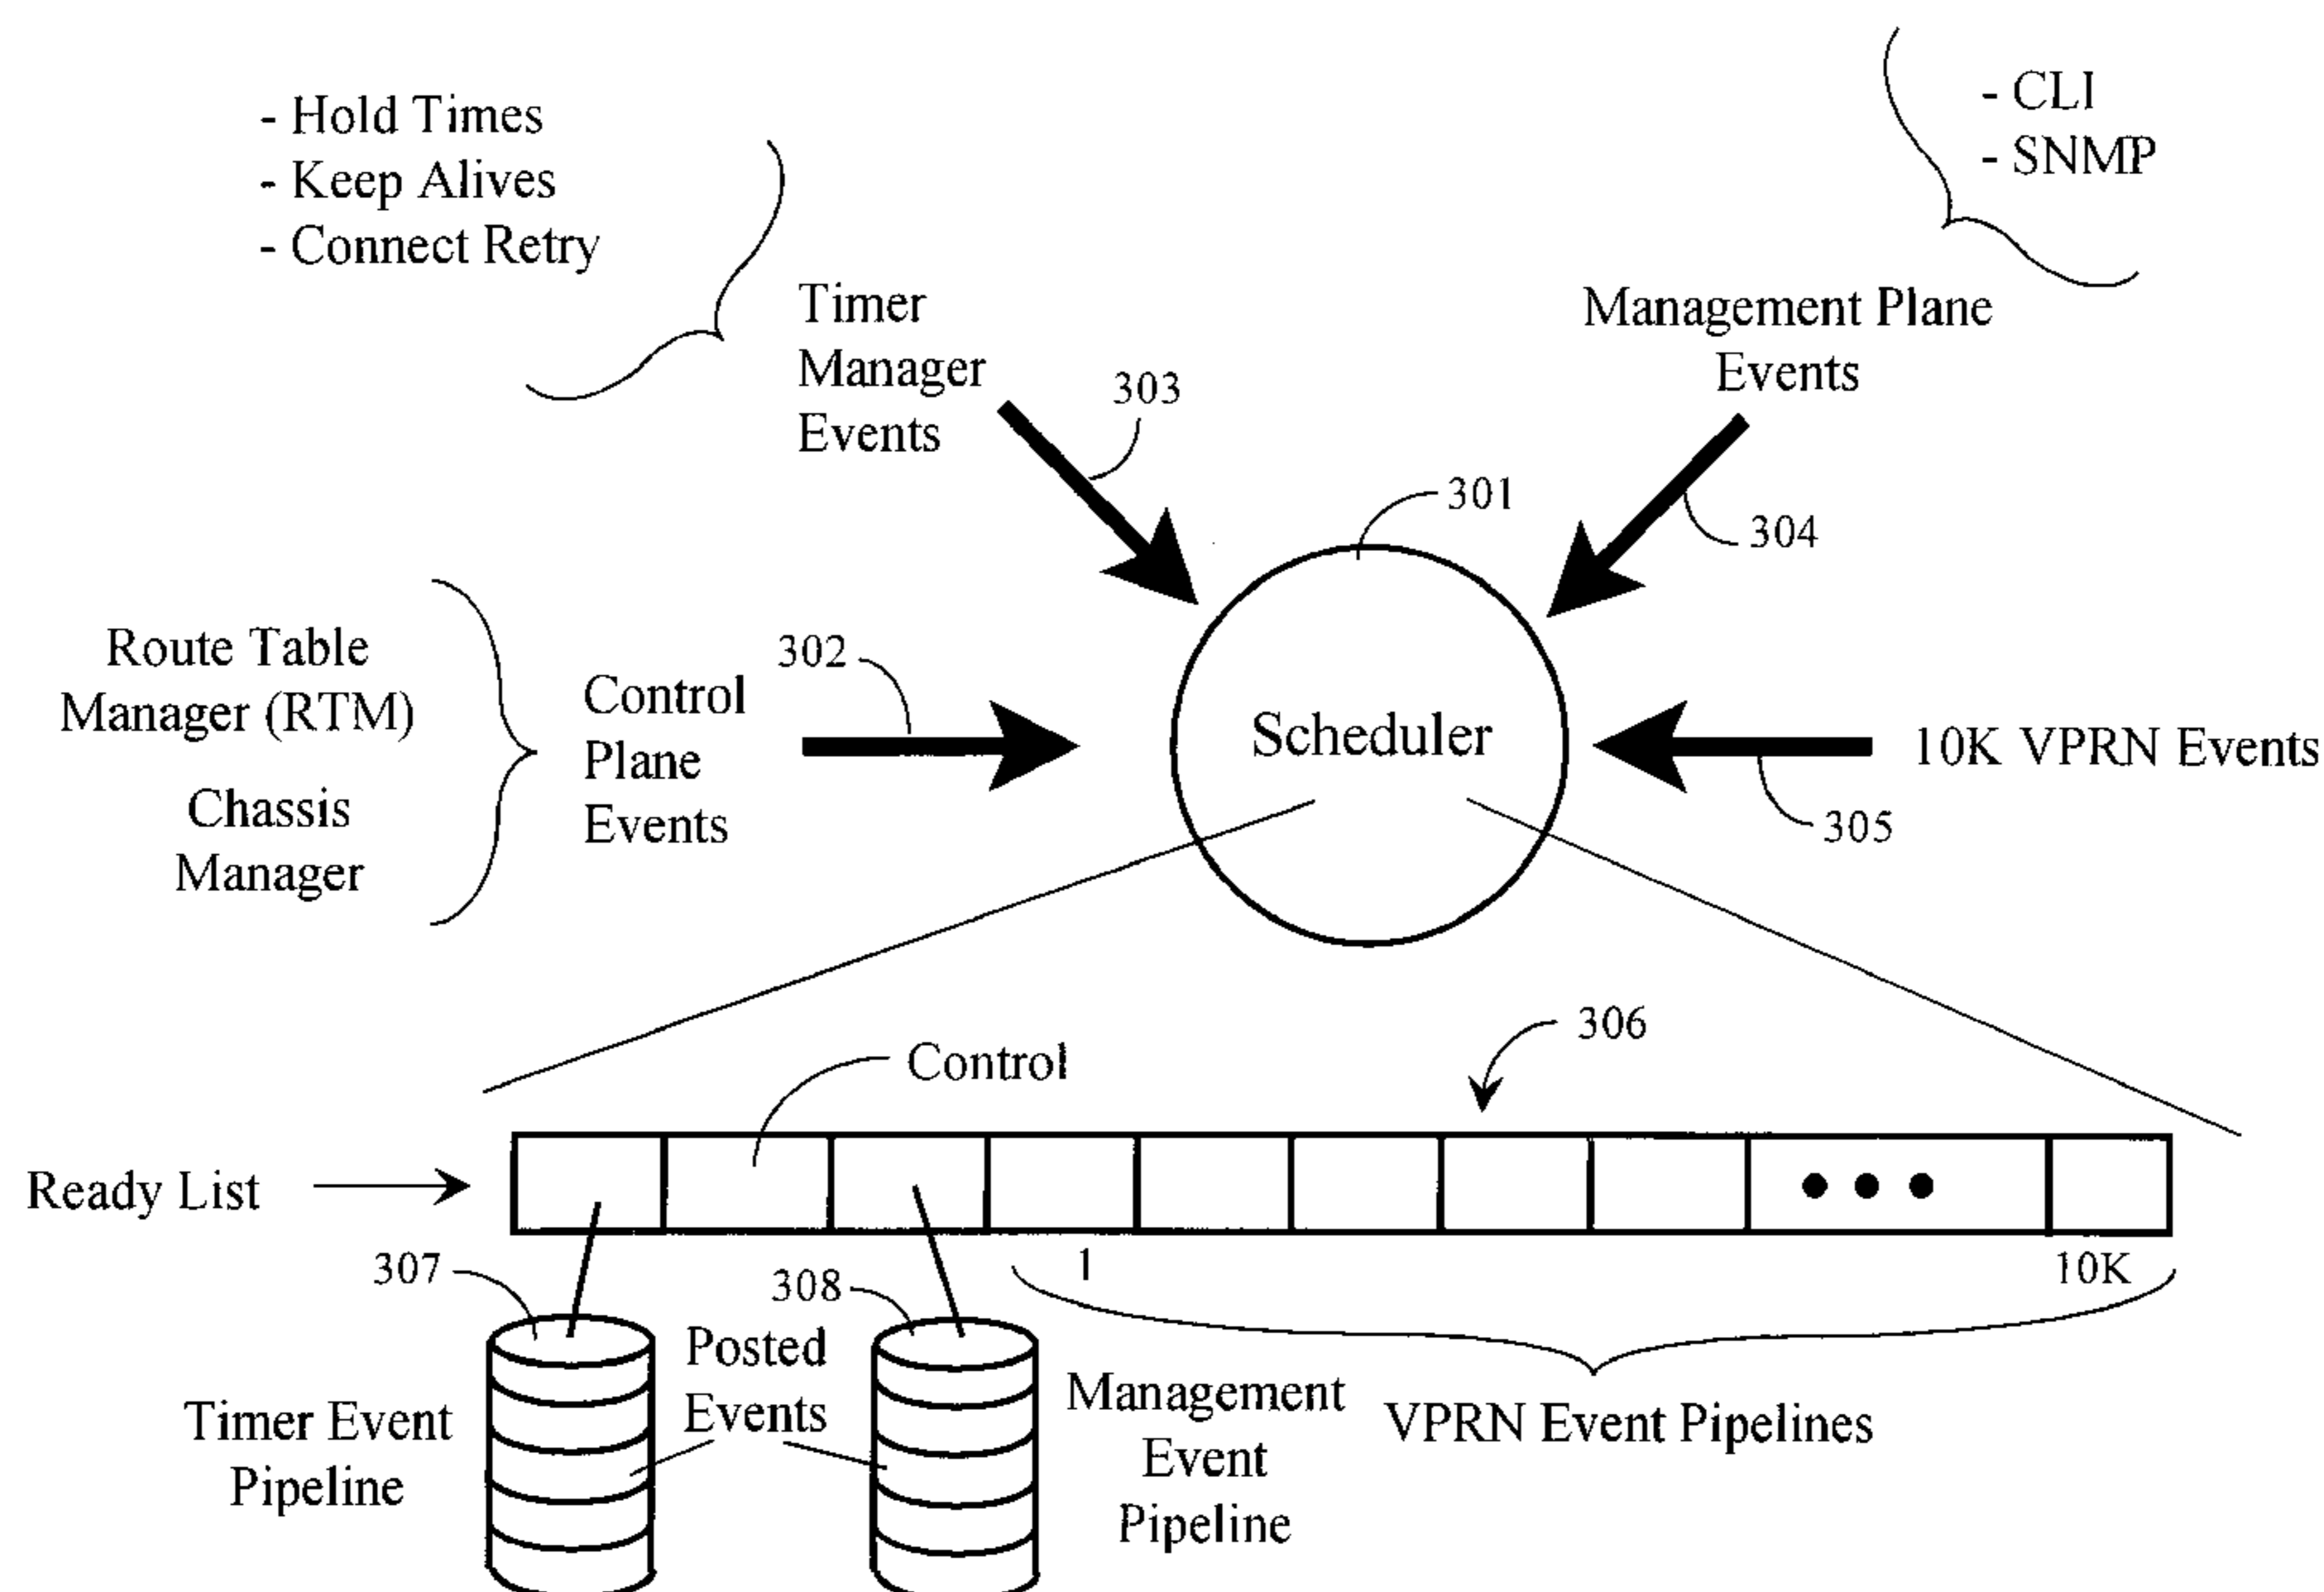 - Hold Times
- Keep Alives
- Connect Retry
- CLI
- SNMP
Timer
Manager
Events
303
Management Plane
Events
304
301
Route Table
Manager (RTM)
Chassis
Manager
Control
Plane
Events
302
Scheduler
10K VPRN Events
305
306
Control
Ready List
307
308
1
10K
Timer Event
Pipeline
Posted
Events
Management
Event
Pipeline
VPRN Event Pipelines